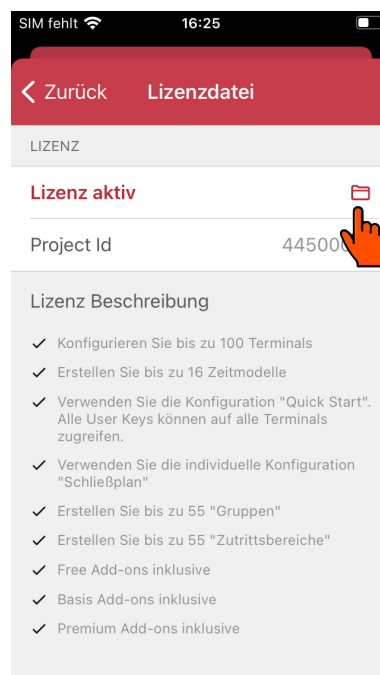 SIM fehlt 16:25
Zurück Lizenzdatei
LIZENZ
Lizenz aktiv
Project Id
Lizenz Beschreibung
Konfigurieren Sie bis zu 100 Terminals
Erstellen Sie bis zu 16 Zeitmodelle
Verwenden Sie die Konfiguration "Quick Start".
Alle User Keys können auf alle Terminals
zugreifen.
Verwenden Sie die individuelle Konfiguration
"Schließplan"
Erstellen Sie bis zu 55 "Gruppen"
Erstellen Sie bis zu 55 "Zutrittsbereiche"
Free Add-ons inklusive
Basis Add-ons inklusive
Premium Add-ons inklusive